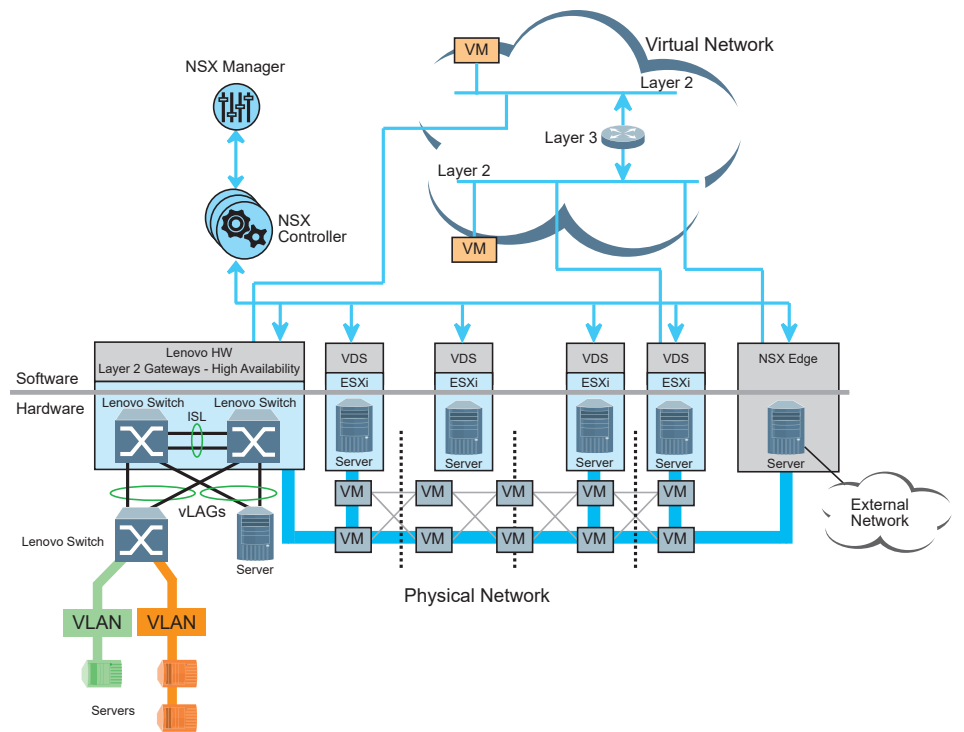 Virtual Network
VM
NSX Manager
Layer 2
Layer 3
Layer 2
NSX
Controller
VM
Lenovo HW
Layer 2 Gateways - High Availability
VDS
VDS
VDS
VDS
NSX Edge
Software
ESXi
ESXi
ESXi
ESXi
Hardware
Lenovo Switch
Lenovo Switch
ISL
Server
Server
Server
Server
Server
VM
VM
VM
VM
VM
vLAGs
External
Network
Lenovo Switch
VM
VM
VM
VM
VM
Server
Physical Network
VLAN
VLAN
Servers